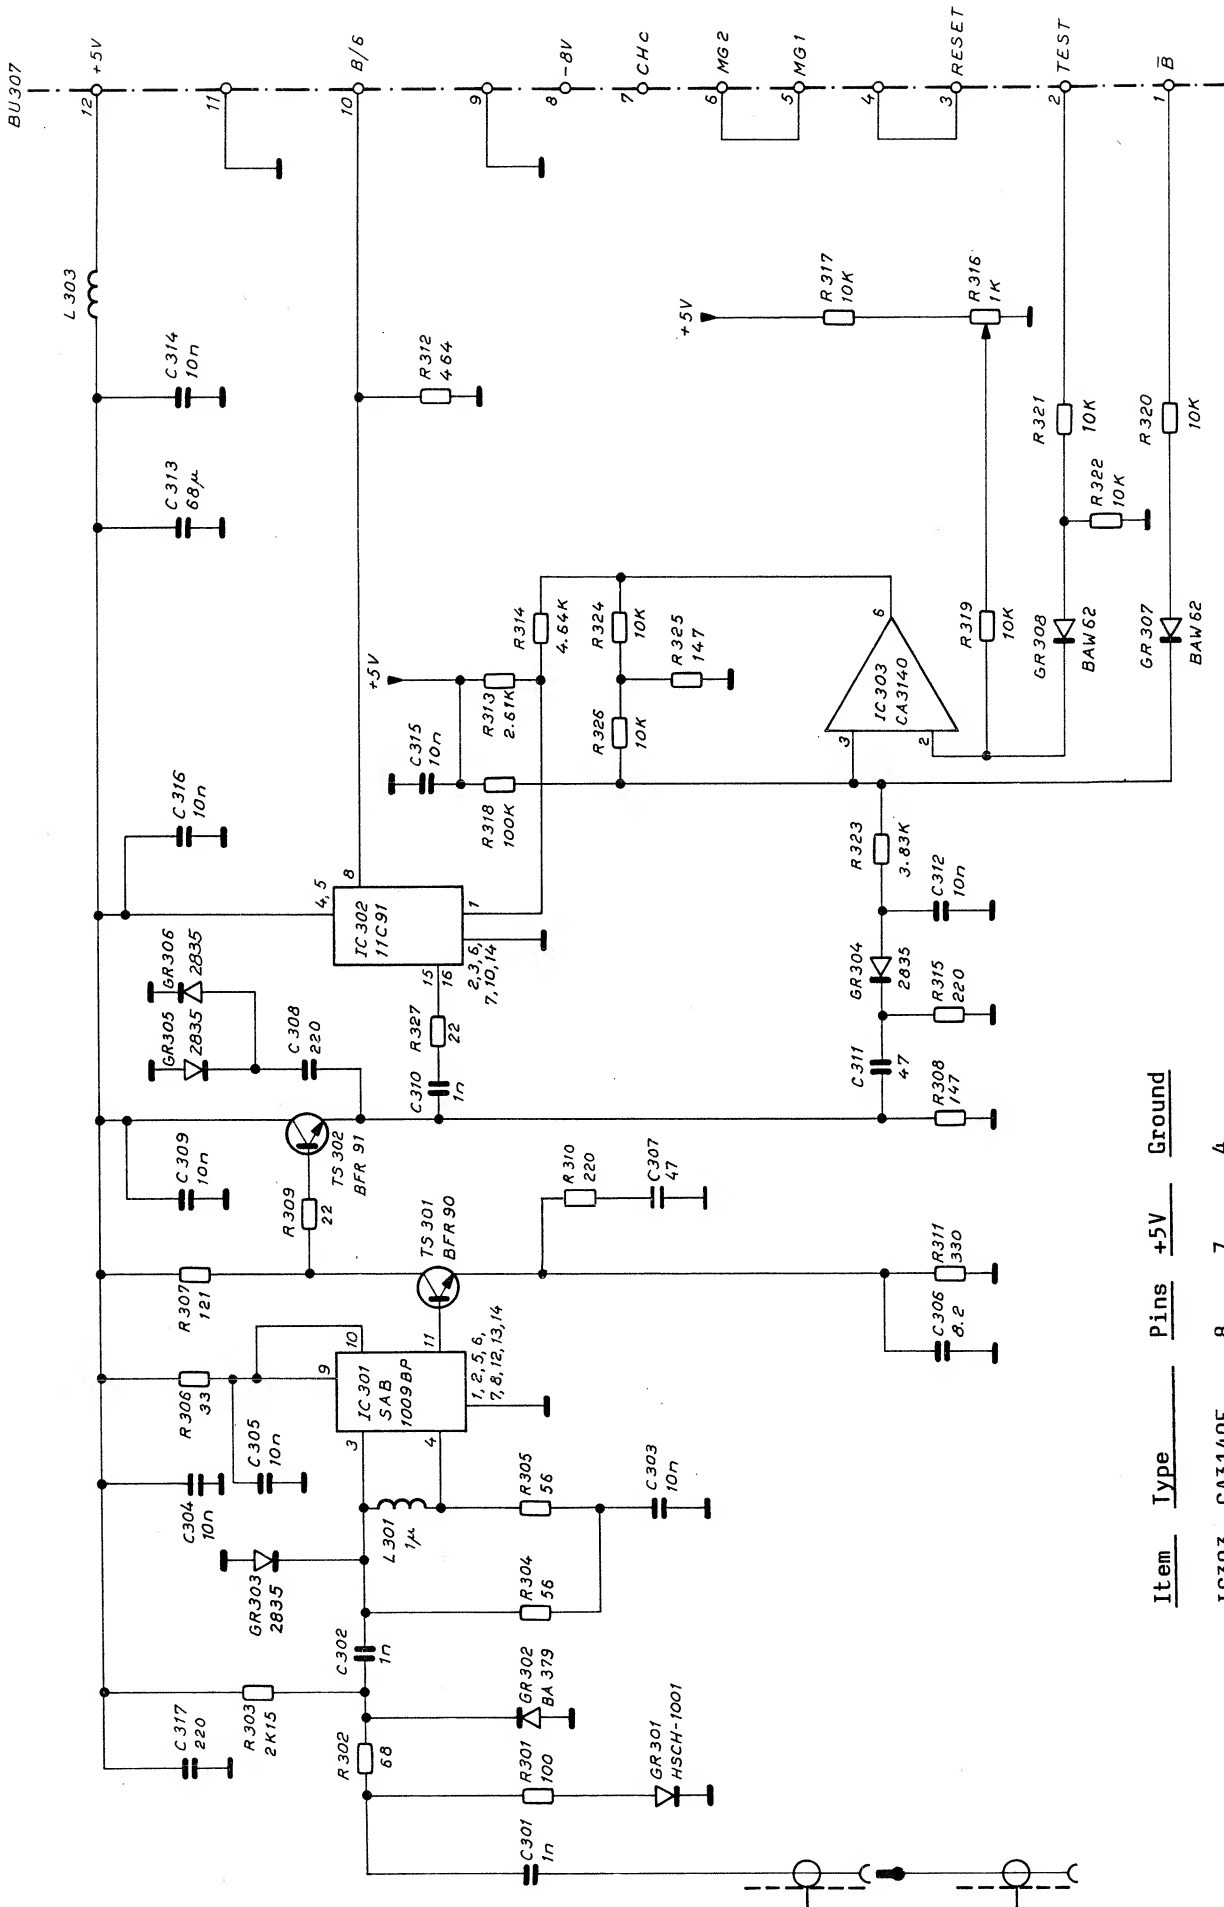 BU307
12 +5V
11
10 B/6
9
8 -8V
7 CHC
6 MG2
5 MG1
4
3 RESET
2 TEST
1 B̅
L303
C314
10n
C313
68µ
C316
10n
R312
464
+5V
R317
10K
R316
1K
R321
10K
R322
10K
R320
10K
R319
10K
GR308
BAW62
GR307
BAW62
R314
4.64K
R324
10K
R325
147
R326
10K
+5V
R313
2.61K
C315
10n
R318
100K
IC303
CA3140
3
2
6
R323
3.83K
C312
10n
GR304
2835
R315
220
C311
47
R308
147
IC302
11C91
4,5
8
1
15
16
2,3,6,
7,10,14
GR306
2835
GR305
2835
C308
220
R327
22
C310
1n
C309
10n
TS302
BFR 91
R309
22
R307
121
TS301
BFR90
R310
220
C307
47
R311
330
C306
8.2
R306
33
C305
10n
C304
10n
IC301
SAB
1009BP
9
10
11
3
4
1,2,5,6,
7,8,12,13,14
GR303
2835
L301
1µ
R305
56
C303
10n
R304
56
C302
1n
C317
220
R303
2K15
R302
68
GR302
BA379
R301
100
GR301
HSCH-1001
C301
1n
Item Type Pins +5V Ground
IC303 CA3140E 8 7 4